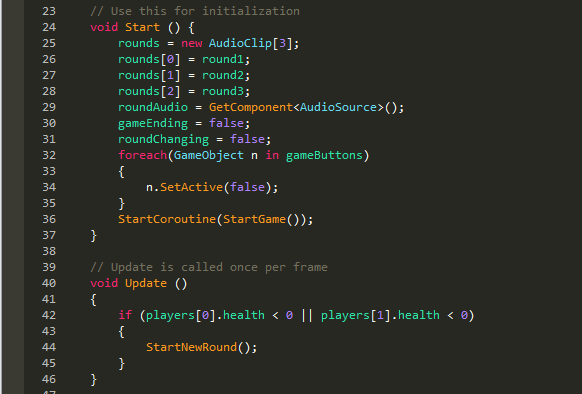 23 // Use this for initialization
24 void Start () {
25 rounds = new AudioClip[3];
26 rounds[0] = round1;
27 rounds[1] = round2;
28 rounds[2] = round3;
29 roundAudio = GetComponent<AudioSource>();
30 gameEnding = false;
31 roundChanging = false;
32 foreach(GameObject n in gameButtons)
33 {
34 n.SetActive(false);
35 }
36 StartCoroutine(StartGame());
37 }
38
39 // Update is called once per frame
40 void Update ()
41 {
42 if (players[0].health < 0 || players[1].health < 0)
43 {
44 StartNewRound();
45 }
46 }